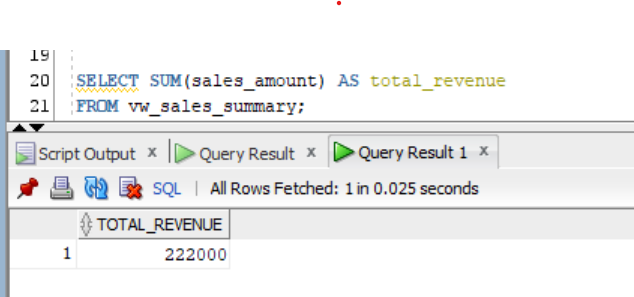 19
20 SELECT SUM(sales_amount) AS total_revenue
21 FROM vw_sales_summary;
Script Output x Query Result x Query Result 1 x
SQL | All Rows Fetched: 1 in 0.025 seconds
TOTAL_REVENUE
1 222000